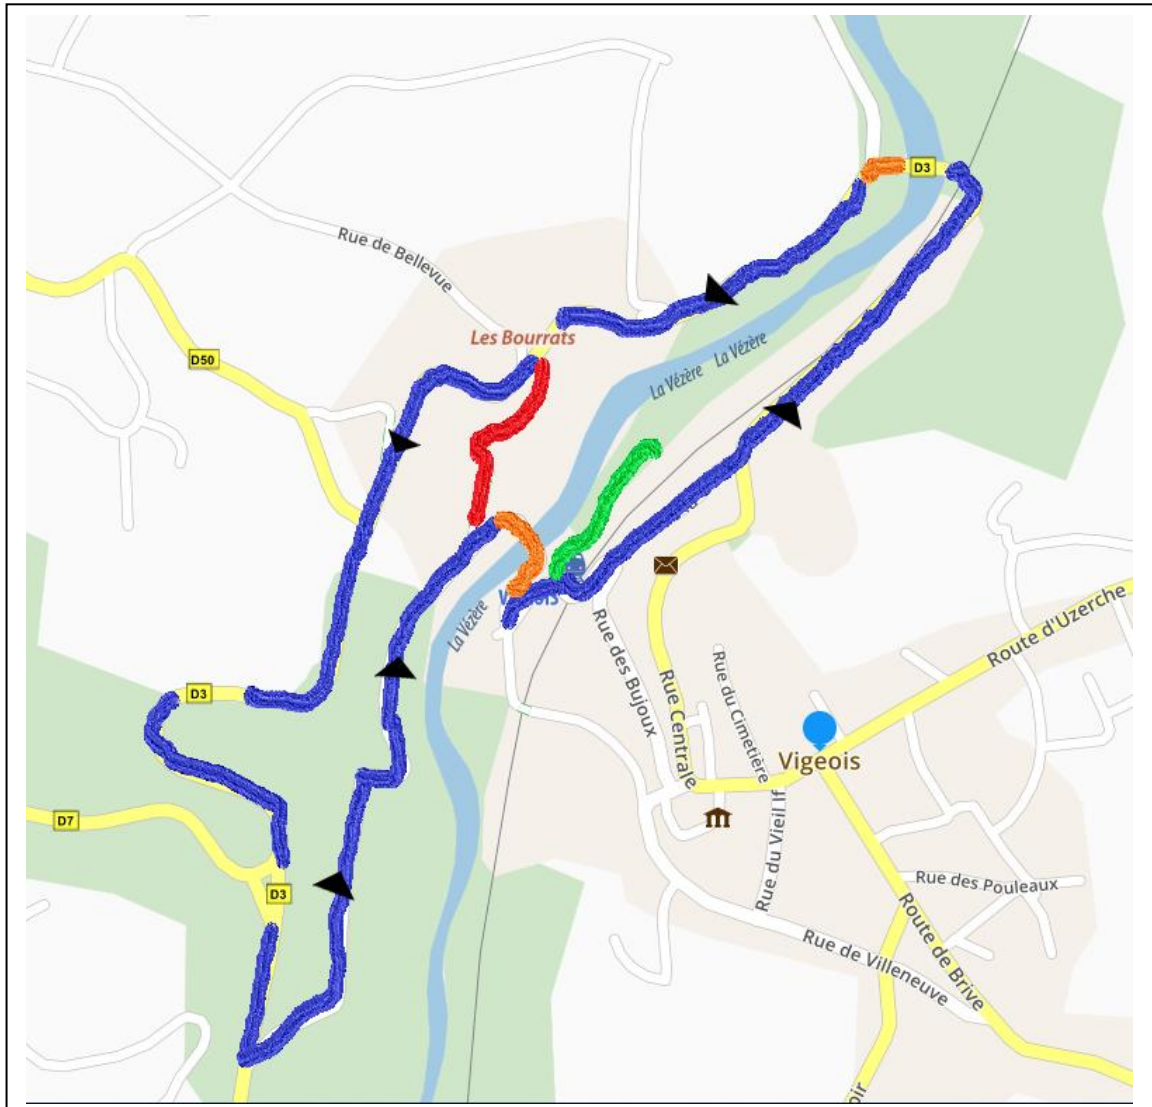 D3
Rue de Bellevue
Les Bourrats
La Vézère
La Vézère
D50
La Vézère
Rue des Bujoux
Rue Centrale
Rue du Cimetière
Route d'Uzerche
D3
Vigeois
D7
Rue du Vieil If
D3
Rue des Pouleaux
Route de Brive
Rue de Villeneuve